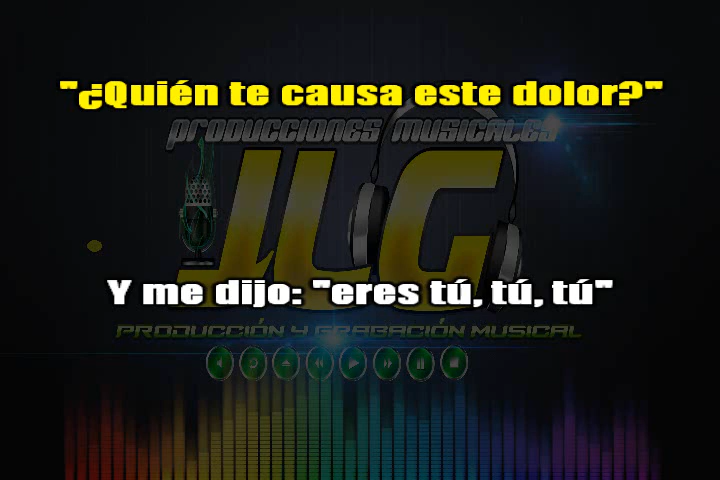 "¿Quién te causa este dolor?"
PRODUCCIONES MUSICALES
JLG
Y me dijo: "eres tú, tú, tú"
PRODUCCIÓN Y GRABACIÓN MUSICAL